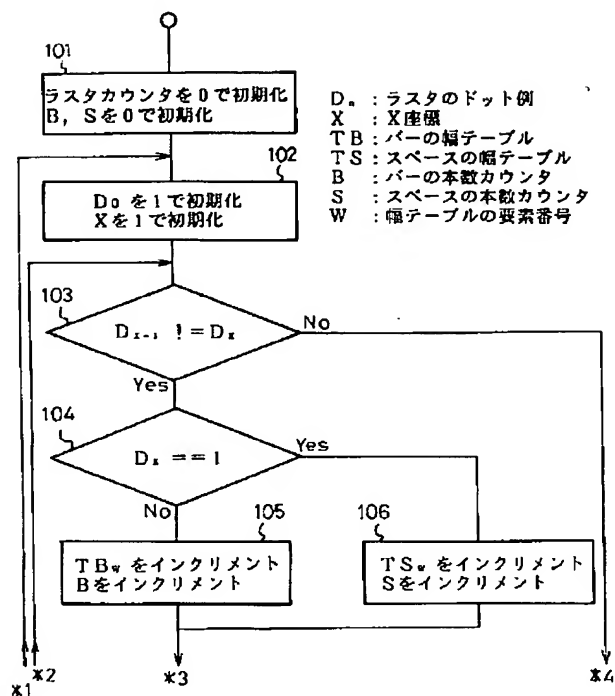 101
ラスタカウンタを0で初期化
B, Sを0で初期化
Dₙ : ラスタのドット例
X : X座標
TB : バーの幅テーブル
TS : スペースの幅テーブル
B : バーの本数カウンタ
S : スペースの本数カウンタ
W : 幅テーブルの要素番号
102
D₀を1で初期化
Xを1で初期化
103
Dₓ₋₁ != Dₓ
No
Yes
104
Dₓ == 1
Yes
No
105
TBw をインクリメント
Bをインクリメント
106
TSw をインクリメント
Sをインクリメント
*1
*2
*3
*4